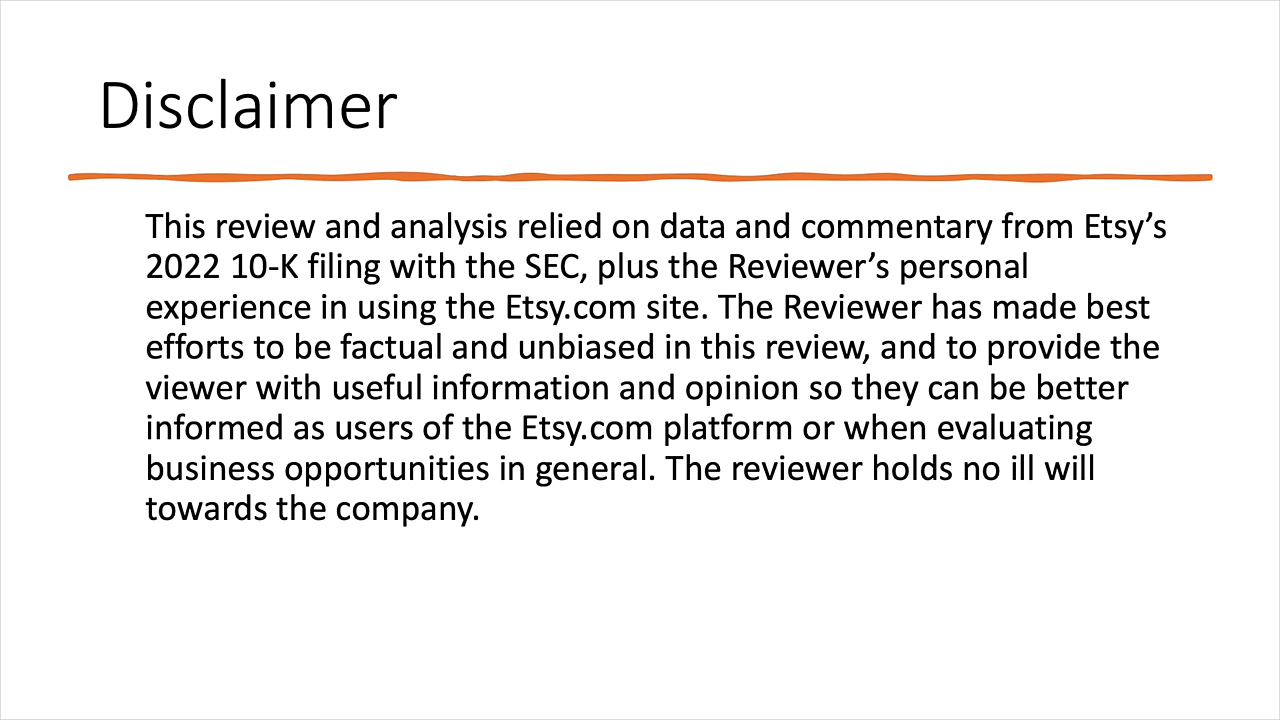 Disclaimer
This review and analysis relied on data and commentary from Etsy’s
2022 10-K filing with the SEC, plus the Reviewer’s personal
experience in using the Etsy.com site. The Reviewer has made best
efforts to be factual and unbiased in this review, and to provide the
viewer with useful information and opinion so they can be better
informed as users of the Etsy.com platform or when evaluating
business opportunities in general. The reviewer holds no ill will
towards the company.